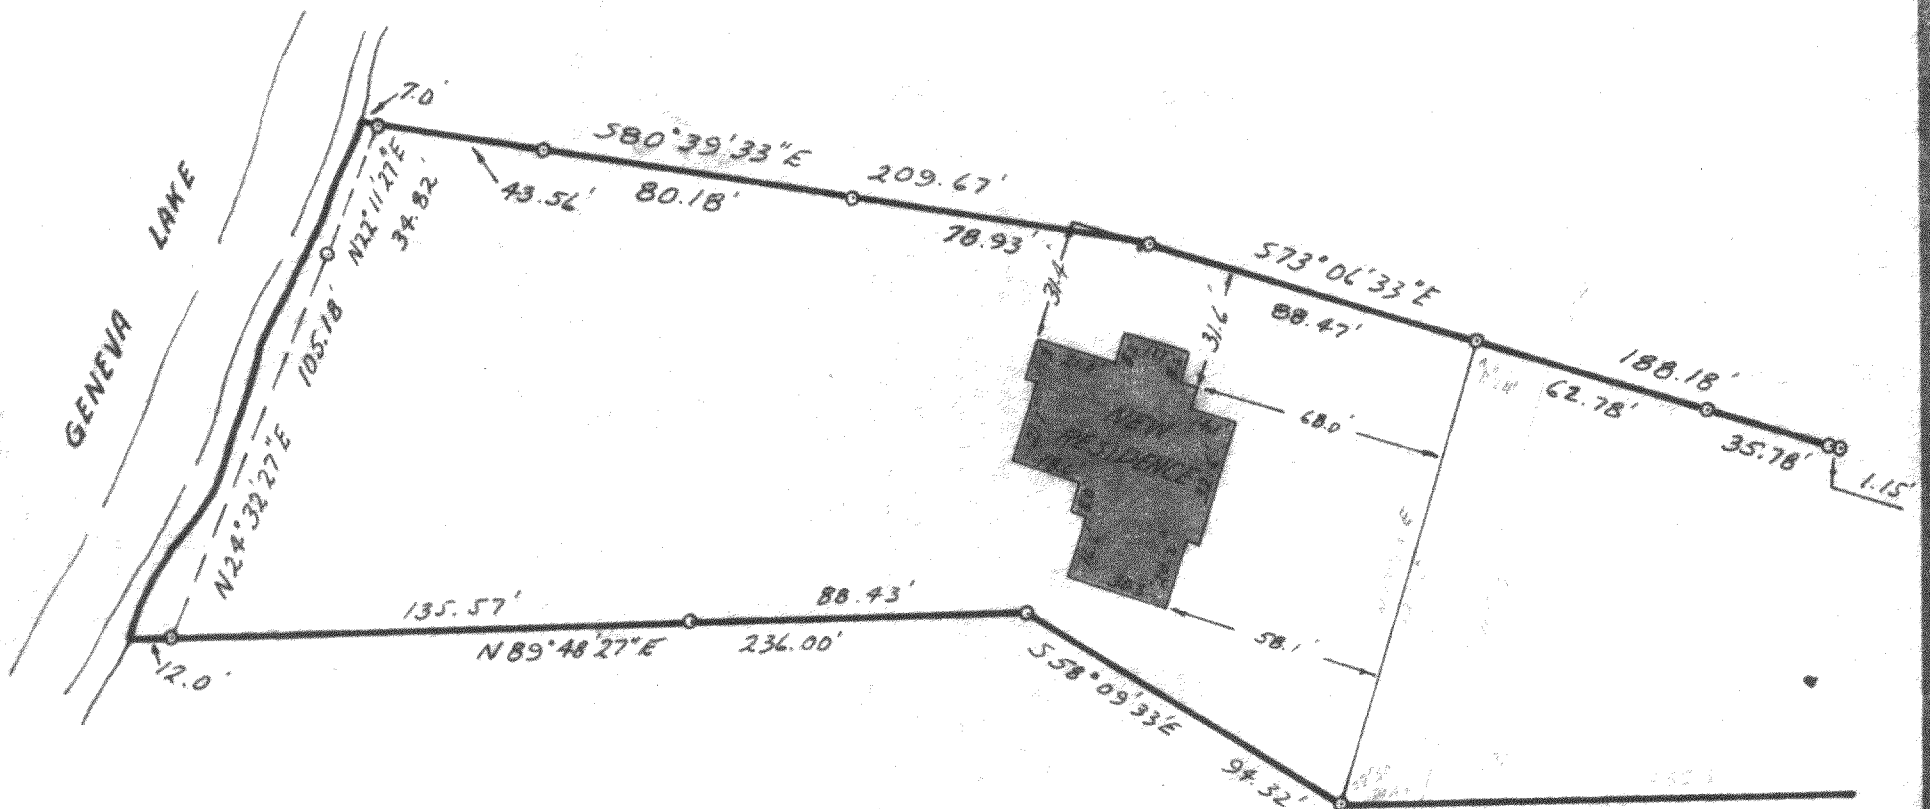 7.0'
S80°39'33"E
209.67'
43.56'
80.18'
78.93'
N22°11'27"E
34.82'
LAKE
GENEVA
105.18'
N24°32'27"E
31.4'
31.6'
S73°06'33"E
88.47'
188.18'
62.78'
35.78'
1.15'
NEW
RESIDENCE
68.0'
58.1'
135.57'
88.43'
N89°48'27"E
236.00'
12.0'
S58°09'33"E
94.32'